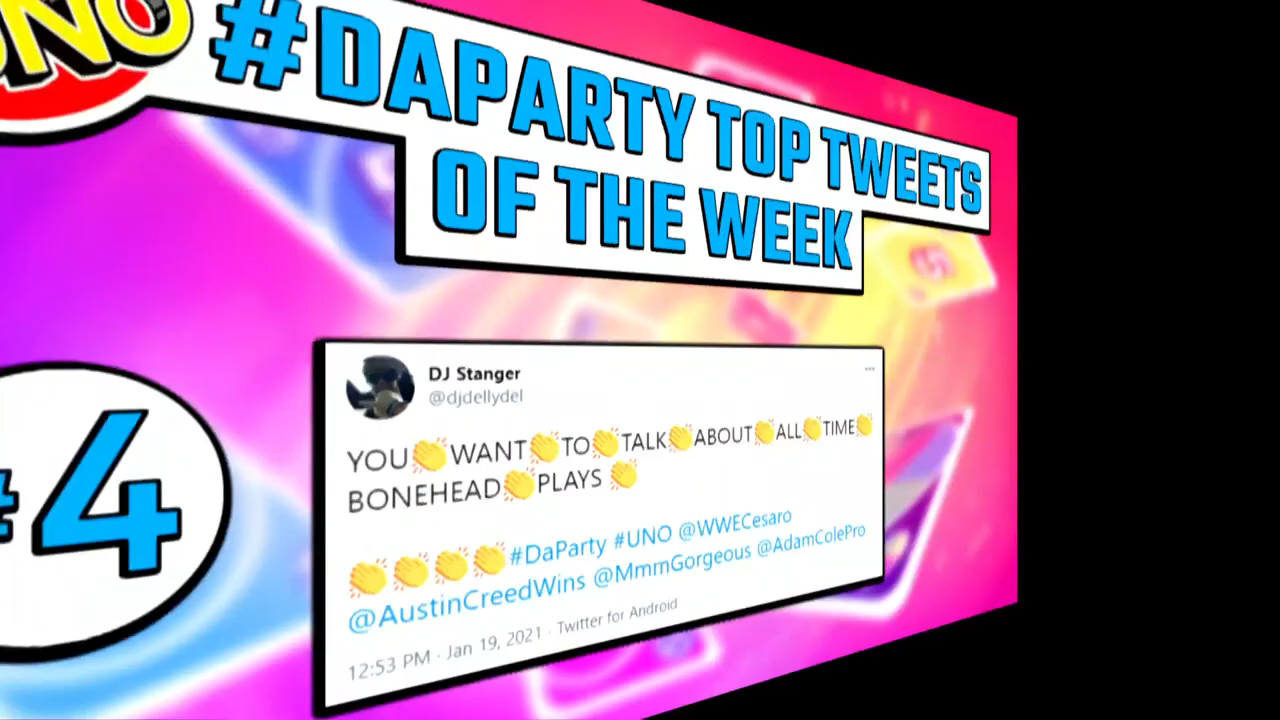 UNO
#DAPARTY TOP TWEETS
OF THE WEEK
#4
DJ Stanger
@djdellydel
YOU👏WANT👏TO👏TALK👏ABOUT👏ALL👏TIME👏
BONEHEAD👏PLAYS 👏
👏👏👏👏#DaParty #UNO @WWECesaro
@AustinCreedWins @MmmGorgeous @AdamColePro
12:53 PM · Jan 19, 2021 · Twitter for Android